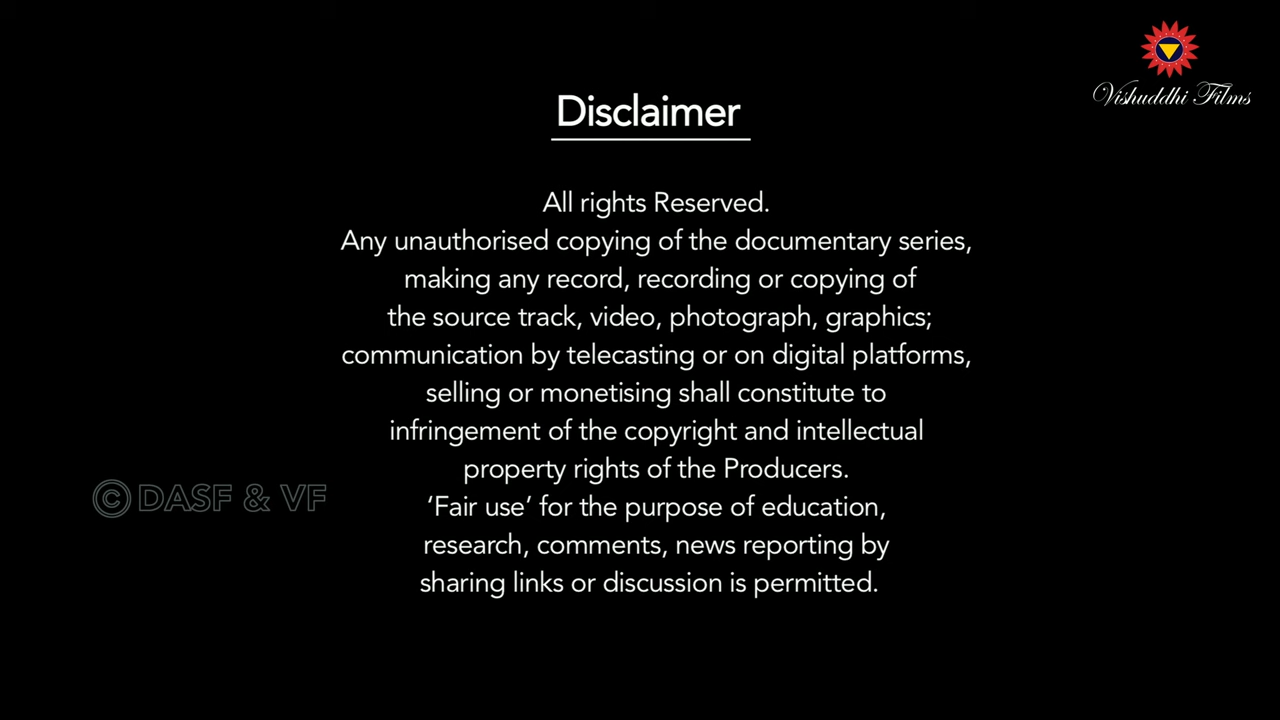 Vishuddhi Films
Disclaimer
All rights Reserved.
Any unauthorised copying of the documentary series,
making any record, recording or copying of
the source track, video, photograph, graphics;
communication by telecasting or on digital platforms,
selling or monetising shall constitute to
infringement of the copyright and intellectual
property rights of the Producers.
© DASF & VF
‘Fair use’ for the purpose of education,
research, comments, news reporting by
sharing links or discussion is permitted.